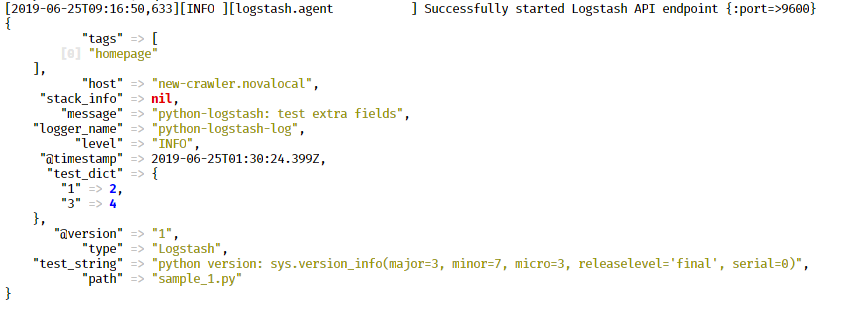 [2019-06-25T09:16:50,633][INFO ][logstash.agent           ] Successfully started Logstash API endpoint {:port=>9600}
{
          "tags" => [
        [0] "homepage"
    ],
          "host" => "new-crawler.novalocal",
    "stack_info" => nil,
       "message" => "python-logstash: test extra fields",
   "logger_name" => "python-logstash-log",
         "level" => "INFO",
    "@timestamp" => 2019-06-25T01:30:24.399Z,
     "test_dict" => {
        "1" => 2,
        "3" => 4
    },
      "@version" => "1",
          "type" => "Logstash",
   "test_string" => "python version: sys.version_info(major=3, minor=7, micro=3, releaselevel='final', serial=0)",
          "path" => "sample_1.py"
}